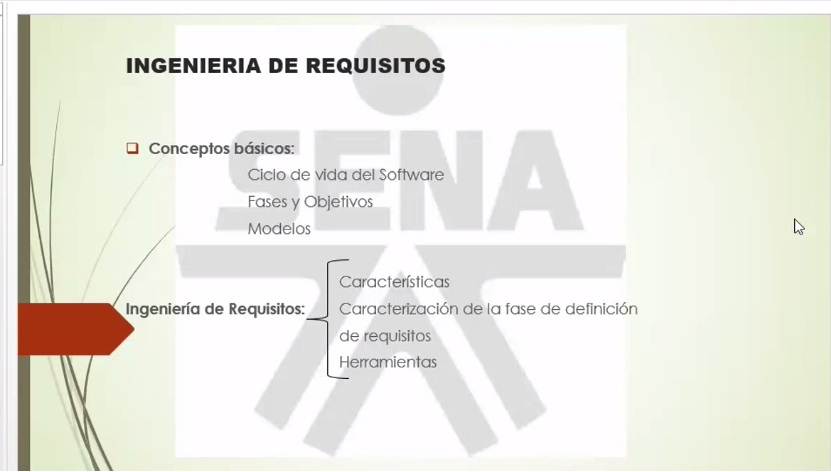 INGENIERIA DE REQUISITOS
Conceptos básicos:
Ciclo de vida del Software
Fases y Objetivos
Modelos
Ingeniería de Requisitos:
Características
Caracterización de la fase de definición
de requisitos
Herramientas
SENA